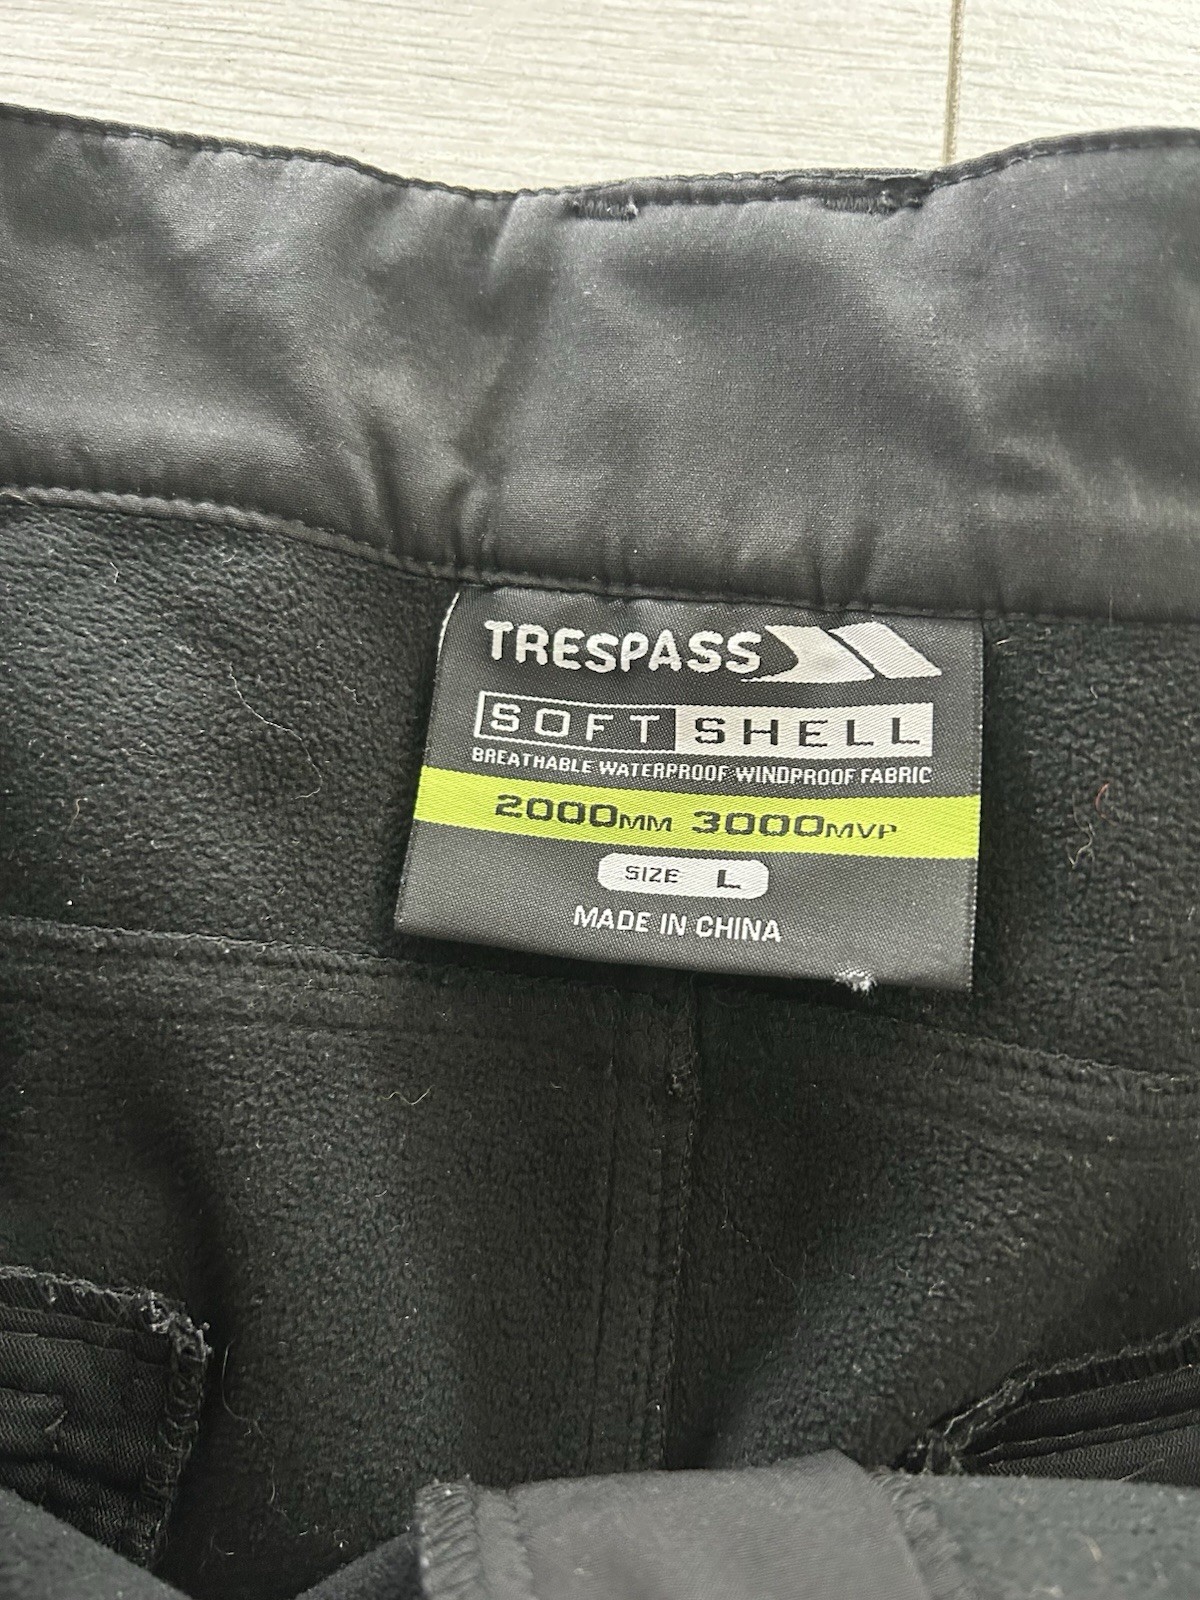 TRESPASS
SOFT SHELL
BREATHABLE WATERPROOF WINDPROOF FABRIC
2000MM 3000MVP
SIZE L
MADE IN CHINA